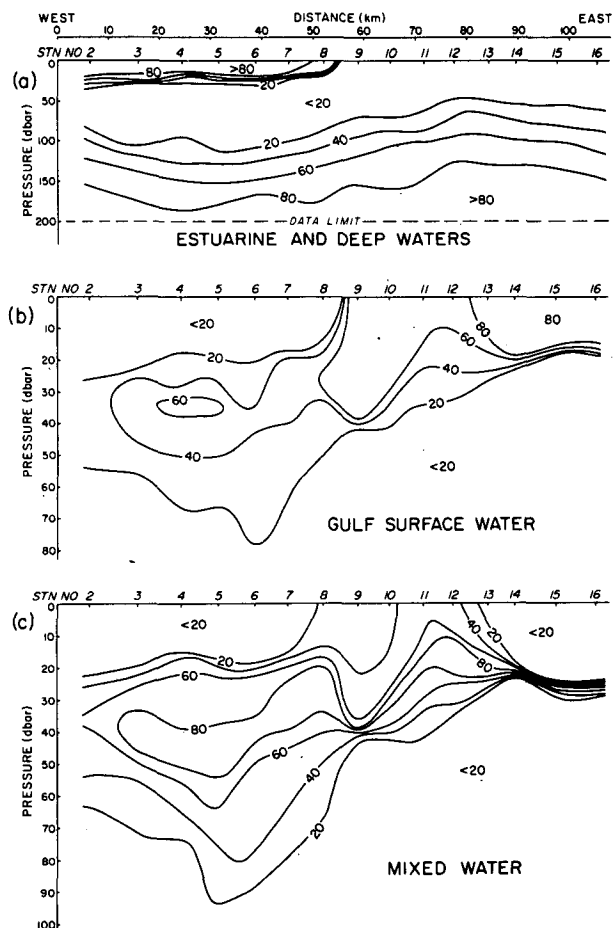 WEST DISTANCE (km) EAST
0 10 20 30 40 50 60 70 80 90 100
STN NO 2 3 4 5 6 7 8 9 10 11 12 13 14 15 16
(a)
0
80 >80
20
50 <20
100 20 40
60
150
80 >80
200 DATA LIMIT
PRESSURE (dbar)
ESTUARINE AND DEEP WATERS
STN NO 2 3 4 5 6 7 8 9 10 11 12 13 14 15 16
(b)
0
<20 80 80
10
60
20 20
40
30
60 20
40
50 40
<20
60
70
80
PRESSURE (dbar)
GULF SURFACE WATER
STN NO 2 3 4 5 6 7 8 9 10 11 12 13 14 15 16
(c)
0
<20 40 20 <20
10
20 20
60 80
30
40 80
50 60
40 <20
60
70 20
80
90
100
PRESSURE (dbar)
MIXED WATER